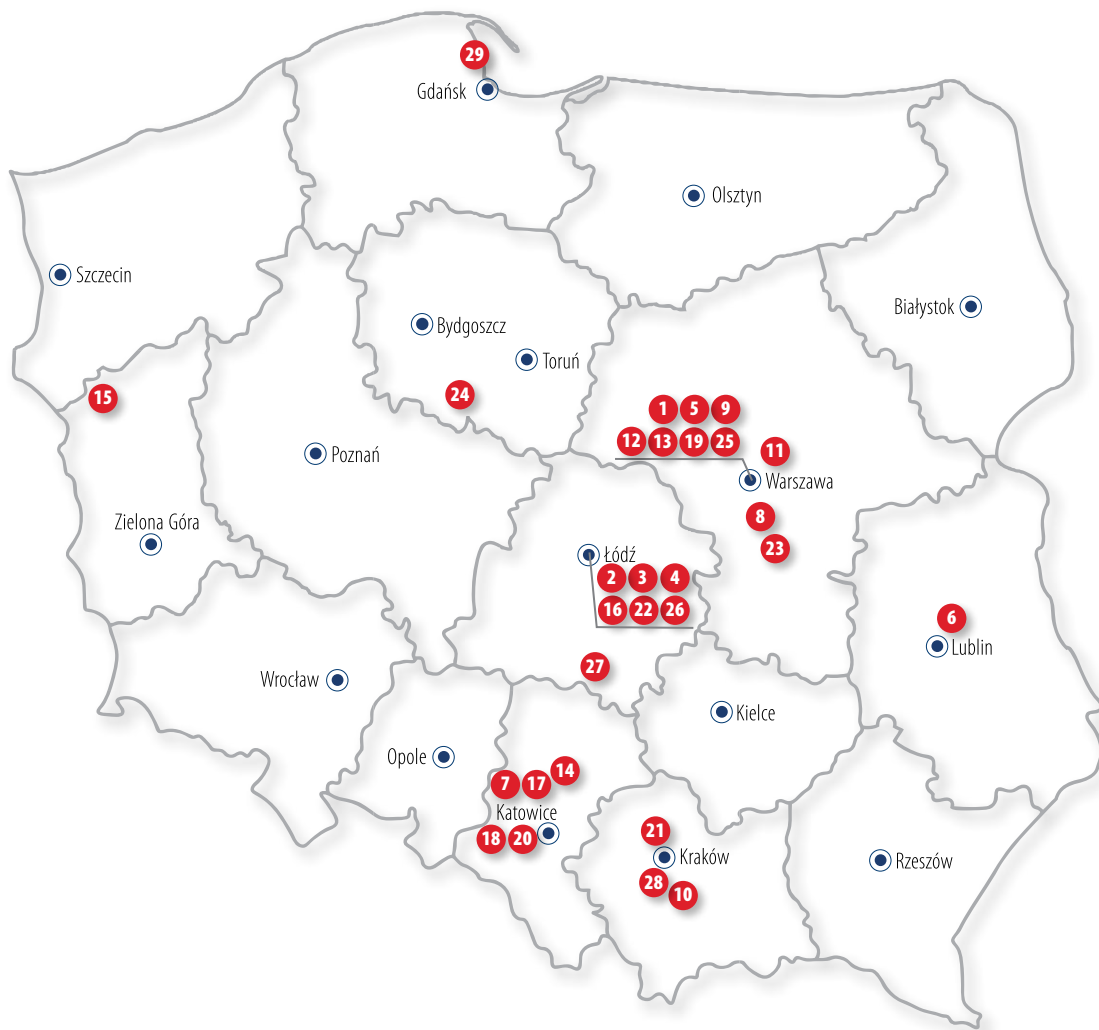 29
Gdańsk
Olsztyn
Szczecin
Białystok
Bydgoszcz
Toruń
15
24
1 5 9
12 13 19 25
11
Poznań
Warszawa
8
Zielona Góra
23
Łódź
2 3 4
16 22 26
6
Lublin
27
Wrocław
Kielce
Opole
14
7 17
Katowice
18 20
21
Kraków
Rzeszów
28
10